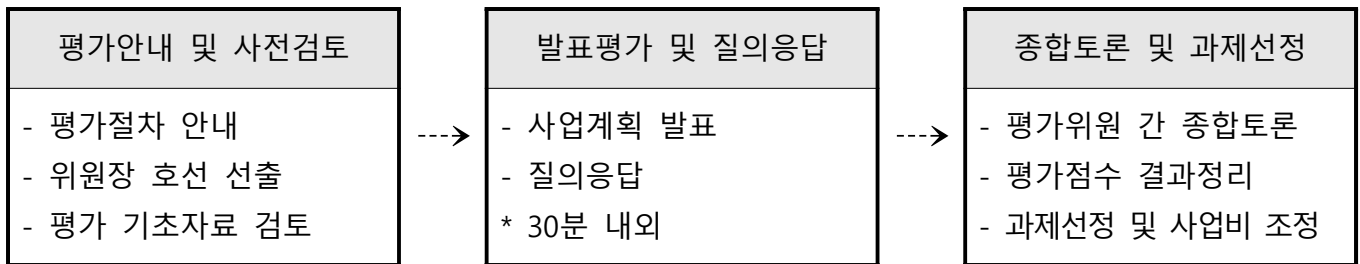 평가안내 및 사전검토
- 평가절차 안내
- 위원장 호선 선출
- 평가 기초자료 검토
발표평가 및 질의응답
- 사업계획 발표
- 질의응답
* 30분 내외
종합토론 및 과제선정
- 평가위원 간 종합토론
- 평가점수 결과정리
- 과제선정 및 사업비 조정